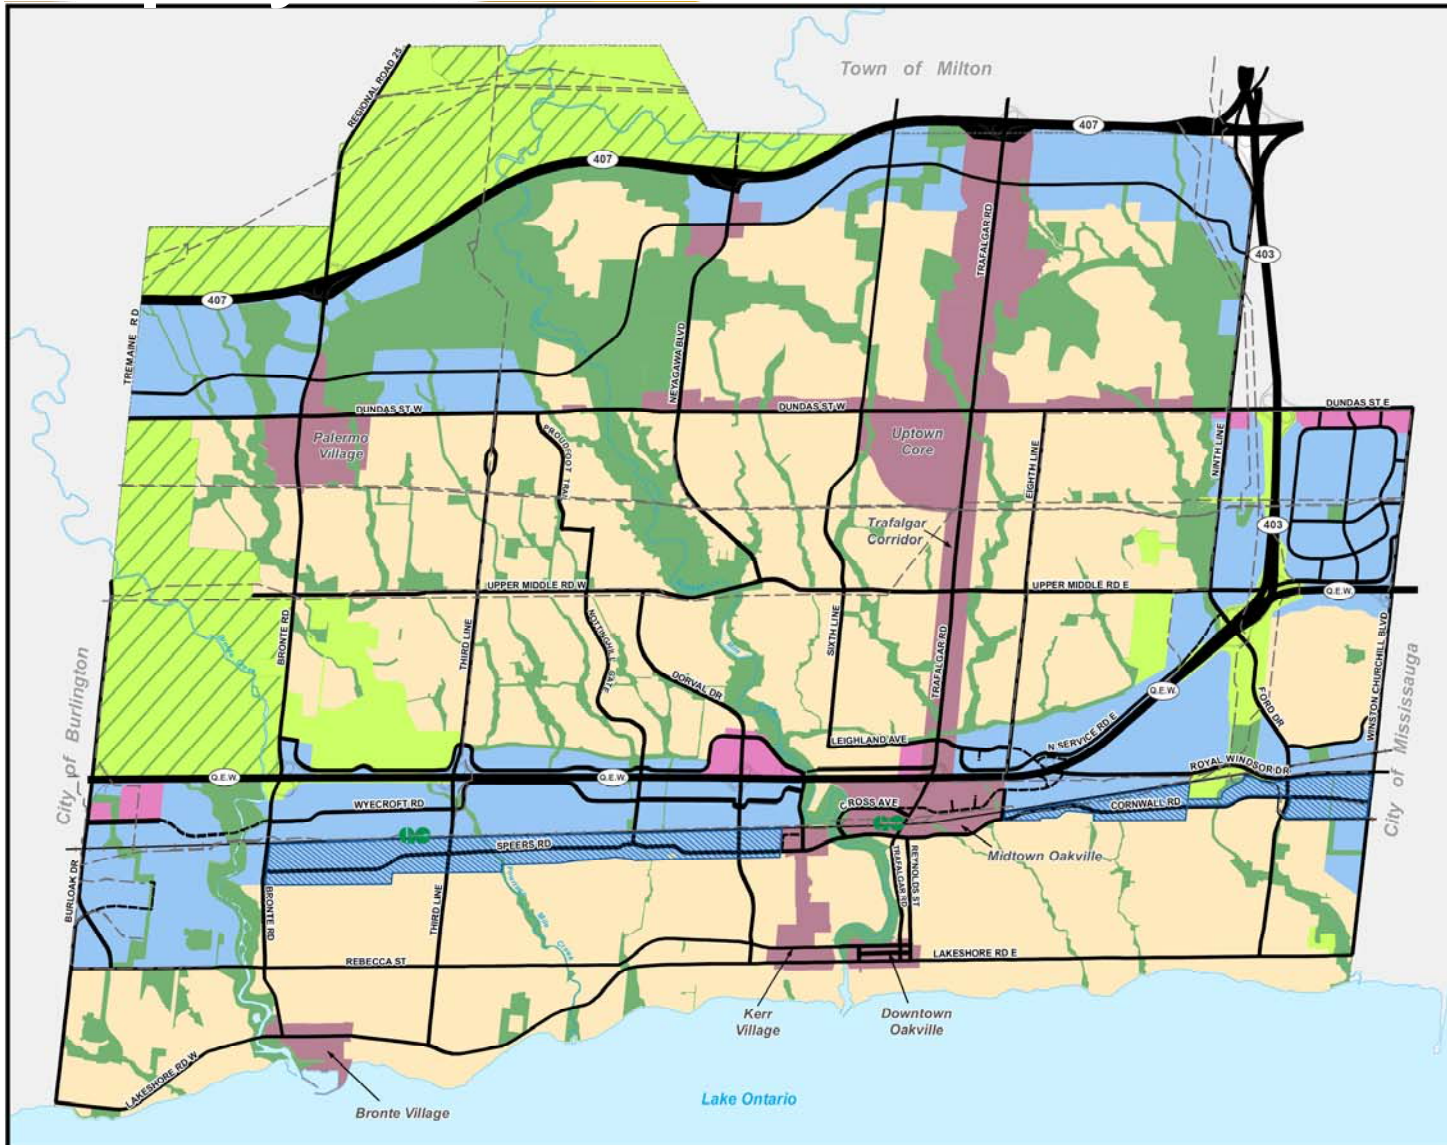 Town of Milton
REGIONAL ROAD 25
407
407
403
407
TREMAINE RD
TRAFALGAR RD
NEYAGAWA BLVD
DUNDAS ST E
DUNDAS ST W
DUNDAS ST W
Palermo
Village
PROUDFOOT TRAIL
Uptown
Core
EIGHTH LINE
NINTH LINE
Trafalgar
Corridor
403
UPPER MIDDLE RD W
UPPER MIDDLE RD E
Q.E.W.
BRONTE RD
THIRD LINE
NOTTINGHILL GATE
SIXTH LINE
TRAFALGAR RD
WINSTON CHURCHILL BLVD
City of Burlington
City of Mississauga
DORVAL DR
Q.E.W.
FORD DR
LEIGHLAND AVE
N SERVICE RD E
ROYAL WINDSOR DR
Q.E.W.
Q.E.W.
WYECROFT RD
CROSS AVE
CORNWALL RD
GO
GO
SPEERS RD
Midtown Oakville
BURLOAK DR
BRONTE RD
THIRD LINE
TRAFALGAR RD
REYNOLDS ST
REBECCA ST
LAKESHORE RD E
Kerr
Village
Downtown
Oakville
LAKESHORE RD W
Bronte Village
Lake Ontario